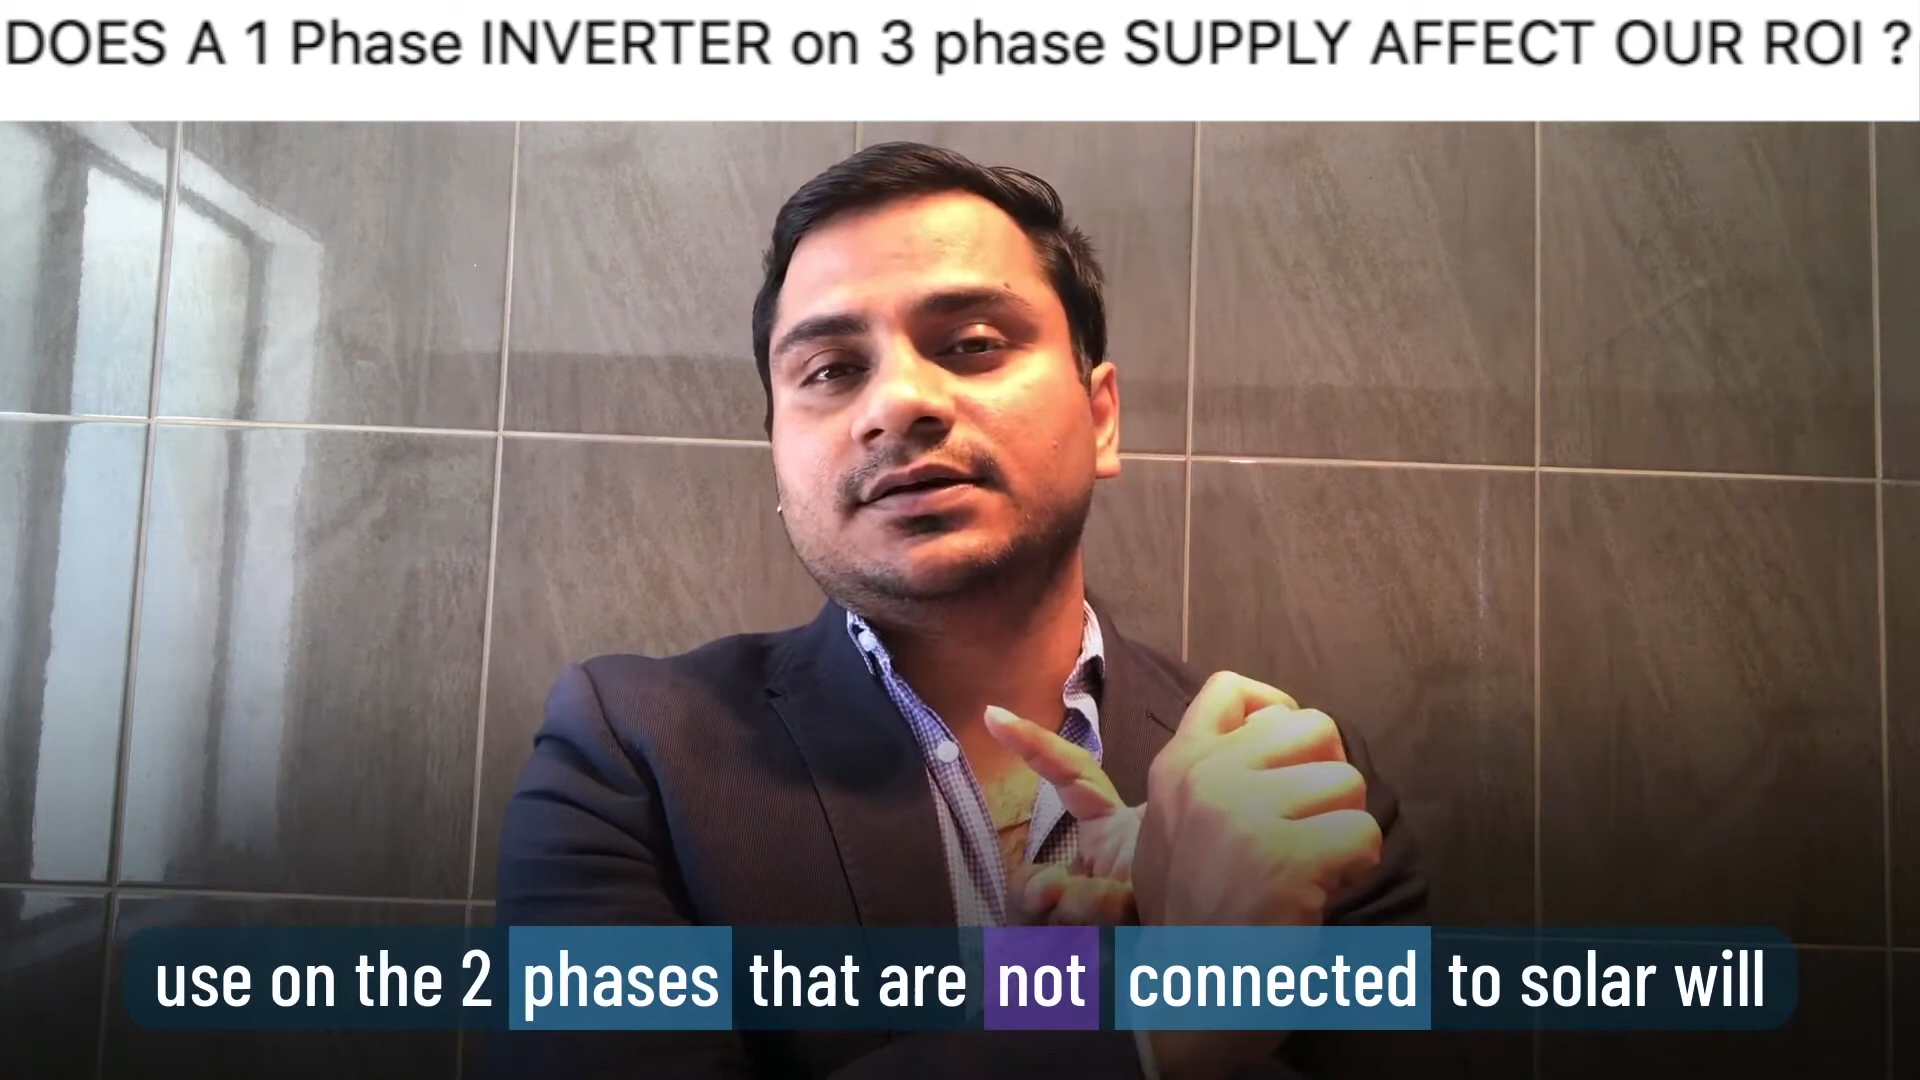 DOES A 1 Phase INVERTER on 3 phase SUPPLY AFFECT OUR ROI ?
use on the 2 phases that are not connected to solar will